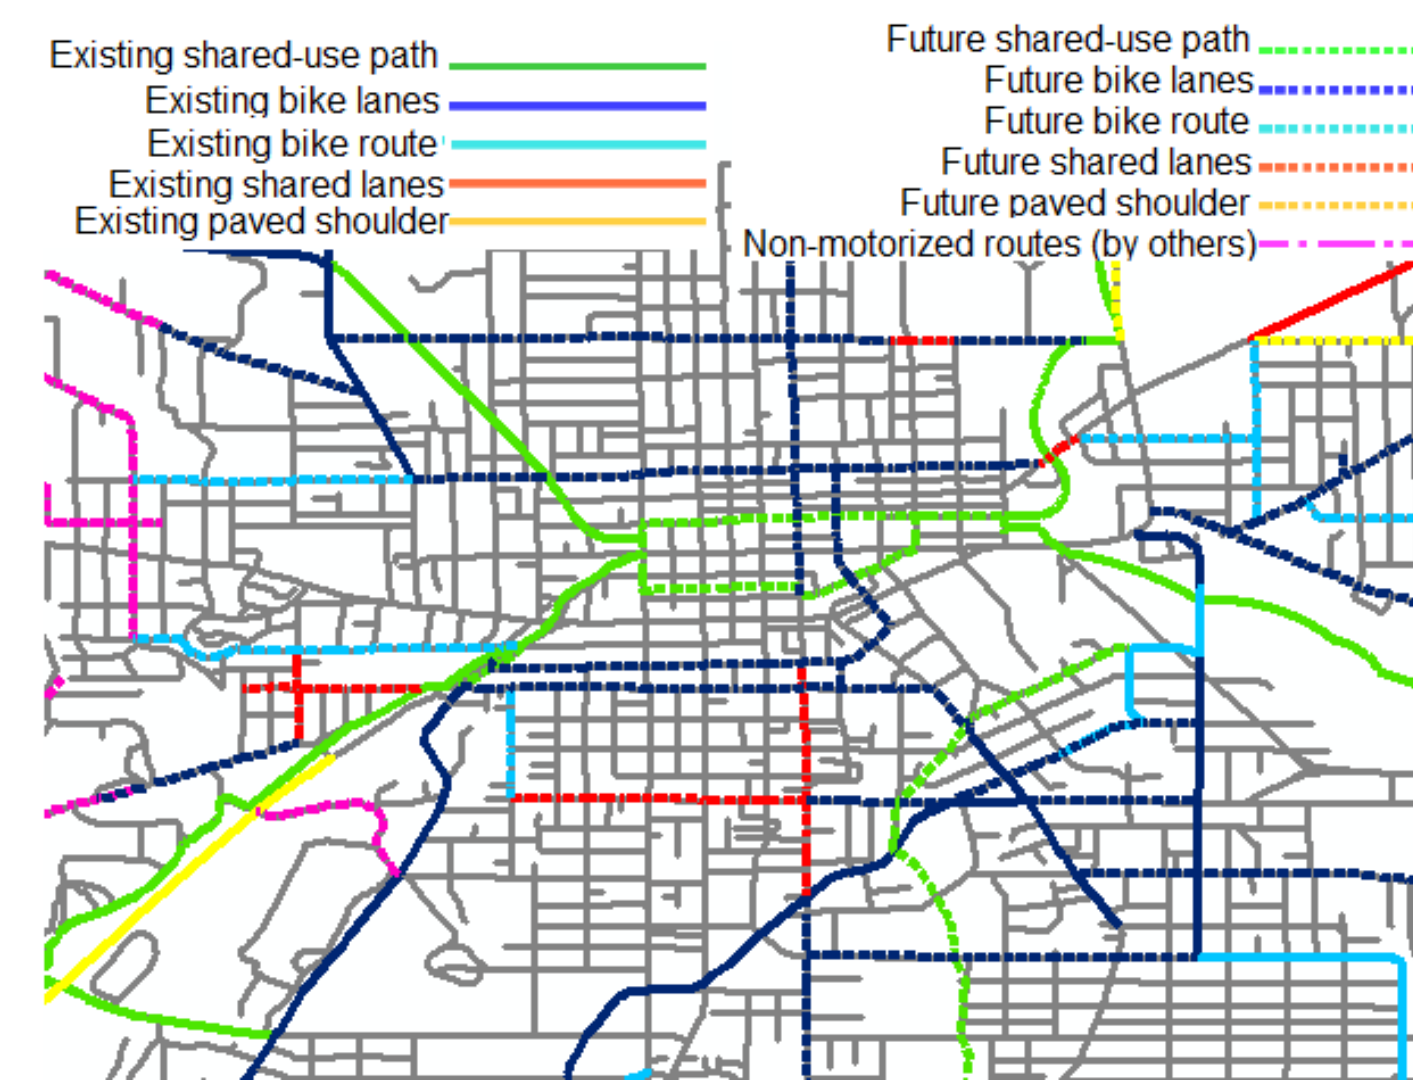 Existing shared-use path
Existing bike lanes
Existing bike route
Existing shared lanes
Existing paved shoulder
Future shared-use path
Future bike lanes
Future bike route
Future shared lanes
Future paved shoulder
Non-motorized routes (by others)